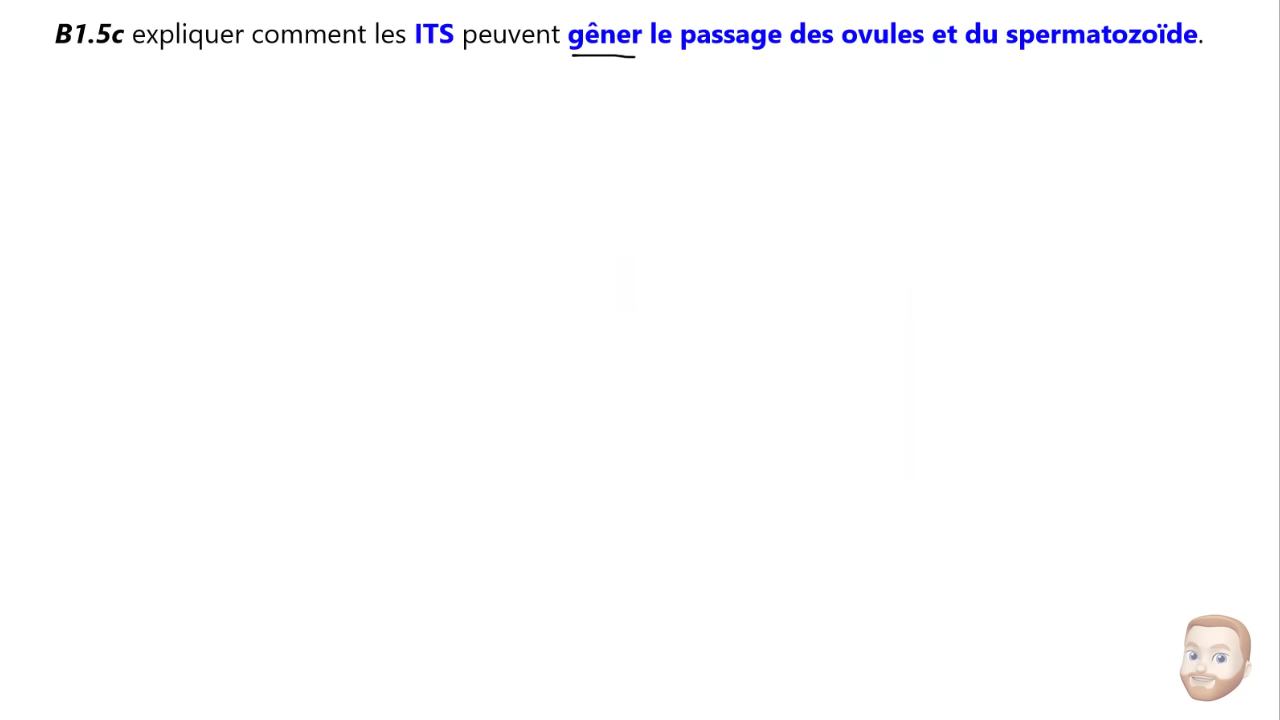 B1.5c expliquer comment les ITS peuvent gêner le passage des ovules et du spermatozoïde.